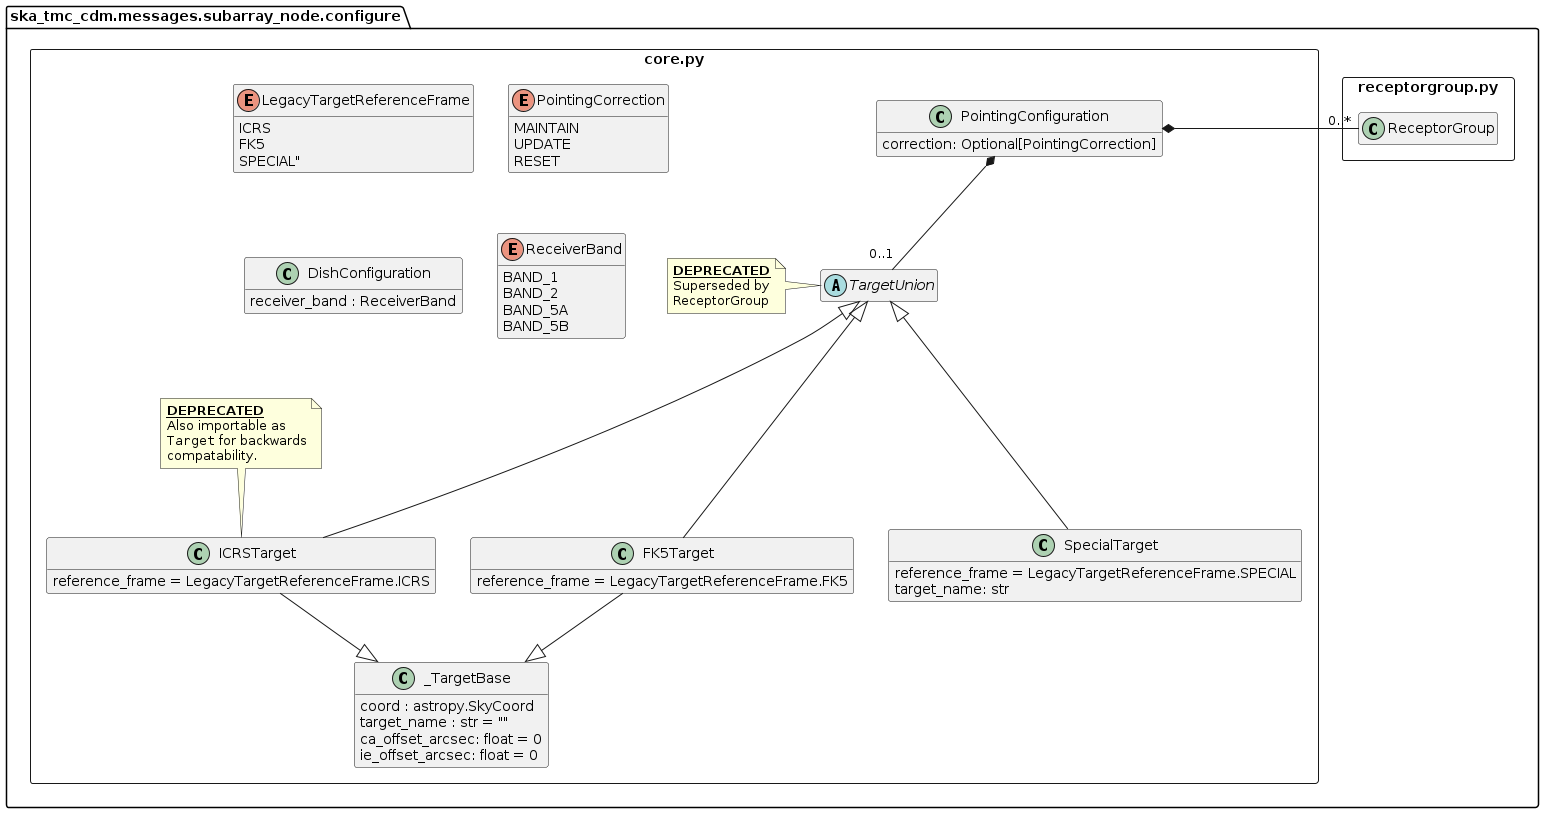 ska_tmc_cdm.messages.subarray_node.configure
core.py
receptorgroup.py
E LegacyTargetReferenceFrame
ICRS
FK5
SPECIAL"
E PointingCorrection
MAINTAIN
UPDATE
RESET
C PointingConfiguration
correction: Optional[PointingCorrection]
0..*
C ReceptorGroup
C DishConfiguration
receiver_band : ReceiverBand
E ReceiverBand
BAND_1
BAND_2
BAND_5A
BAND_5B
0..1
DEPRECATED
Superseded by
ReceptorGroup
A TargetUnion
DEPRECATED
Also importable as
Target for backwards
compatability.
C ICRSTarget
reference_frame = LegacyTargetReferenceFrame.ICRS
C FK5Target
reference_frame = LegacyTargetReferenceFrame.FK5
C SpecialTarget
reference_frame = LegacyTargetReferenceFrame.SPECIAL
target_name: str
C _TargetBase
coord : astropy.SkyCoord
target_name : str = ""
ca_offset_arcsec: float = 0
ie_offset_arcsec: float = 0